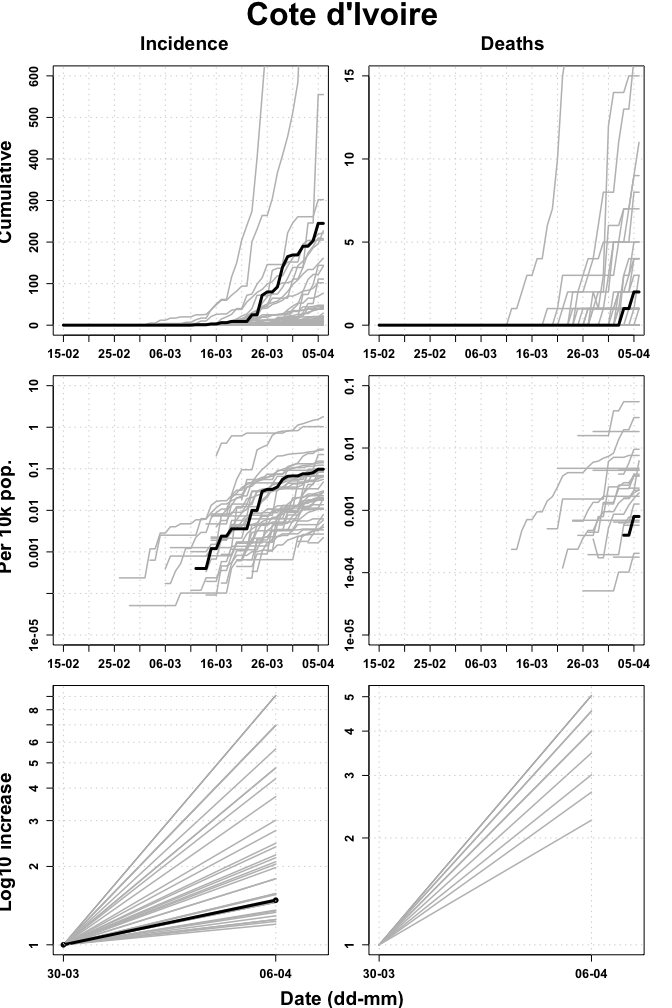 Cote d'Ivoire
Incidence
Deaths
Cumulative
600
500
400
300
200
100
0
15-02 25-02 06-03 16-03 26-03 05-04
15
10
5
0
15-02 25-02 06-03 16-03 26-03 05-04
Per 10k pop.
10
1
0.1
0.01
0.001
1e-05
15-02 25-02 06-03 16-03 26-03 05-04
0.1
0.01
0.001
1e-04
1e-05
15-02 25-02 06-03 16-03 26-03 05-04
Log10 increase
8
6
5
4
3
2
1
30-03 06-04
5
4
3
2
1
30-03 06-04
Date (dd-mm)